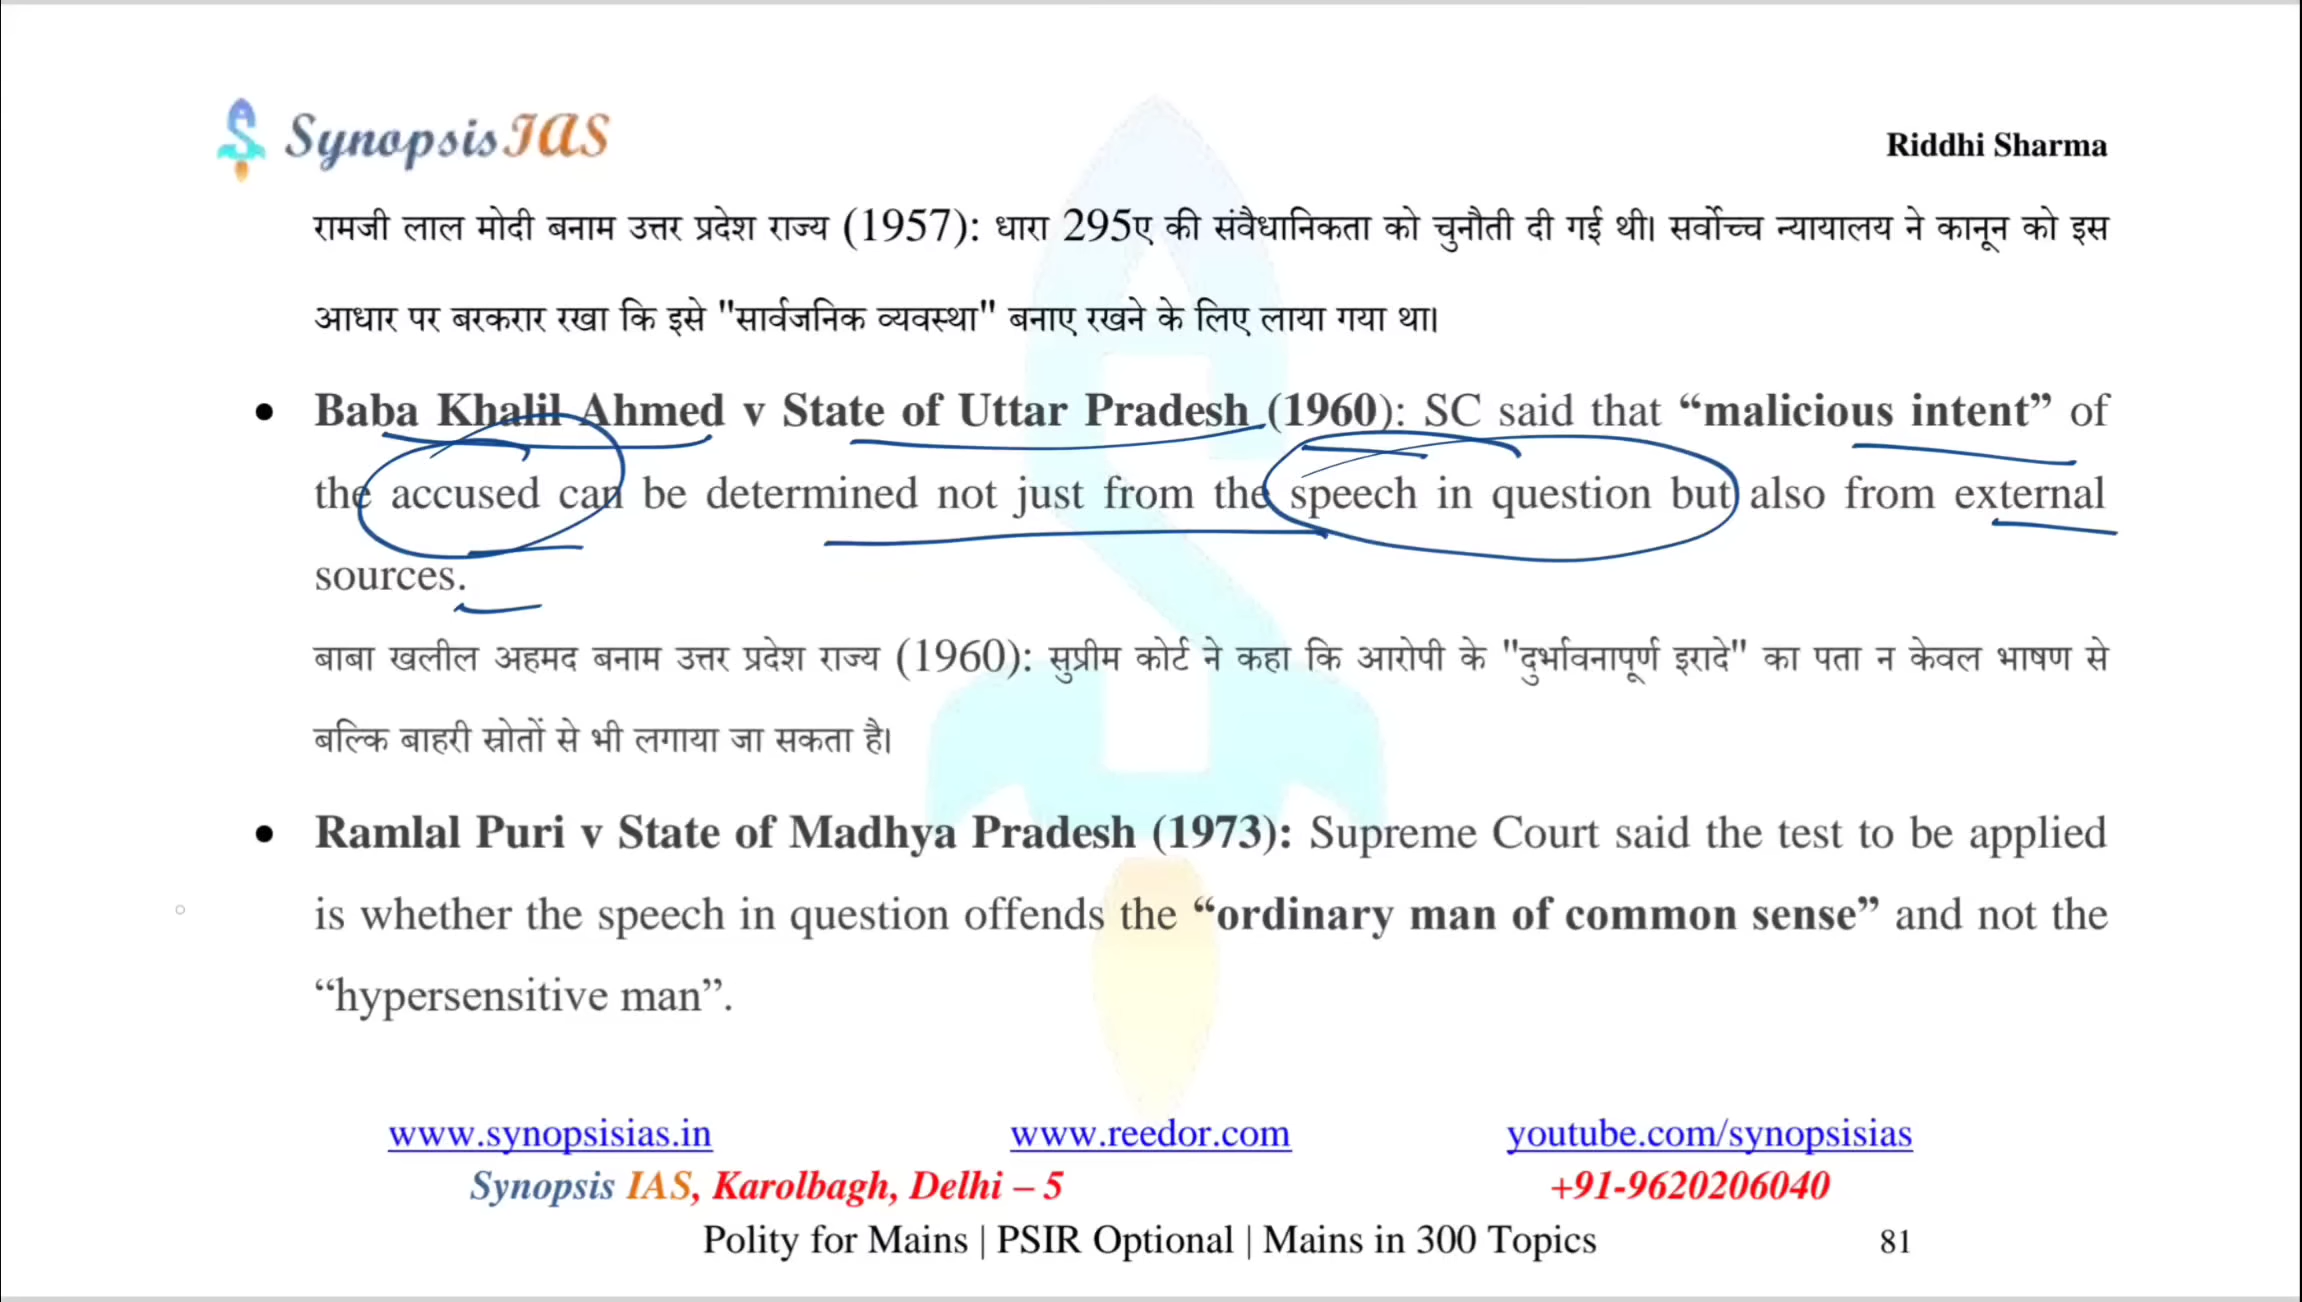 SynopsisIAS
Riddhi Sharma
रामजी लाल मोदी बनाम उत्तर प्रदेश राज्य (1957): धारा 295ए की संवैधानिकता को चुनौती दी गई थी। सर्वोच्च न्यायालय ने कानून को इस
आधार पर बरकरार रखा कि इसे "सार्वजनिक व्यवस्था" बनाए रखने के लिए लाया गया था।
● Baba Khalil Ahmed v State of Uttar Pradesh (1960): SC said that “malicious intent” of
the accused can be determined not just from the speech in question but also from external
sources.
बाबा खलील अहमद बनाम उत्तर प्रदेश राज्य (1960): सुप्रीम कोर्ट ने कहा कि आरोपी के "दुर्भावनापूर्ण इरादे" का पता न केवल भाषण से
बल्कि बाहरी स्रोतों से भी लगाया जा सकता है।
● Ramlal Puri v State of Madhya Pradesh (1973): Supreme Court said the test to be applied
is whether the speech in question offends the “ordinary man of common sense” and not the
“hypersensitive man”.
www.synopsisias.in www.reedor.com youtube.com/synopsisias
Synopsis IAS, Karolbagh, Delhi – 5 +91-9620206040
Polity for Mains | PSIR Optional | Mains in 300 Topics 81